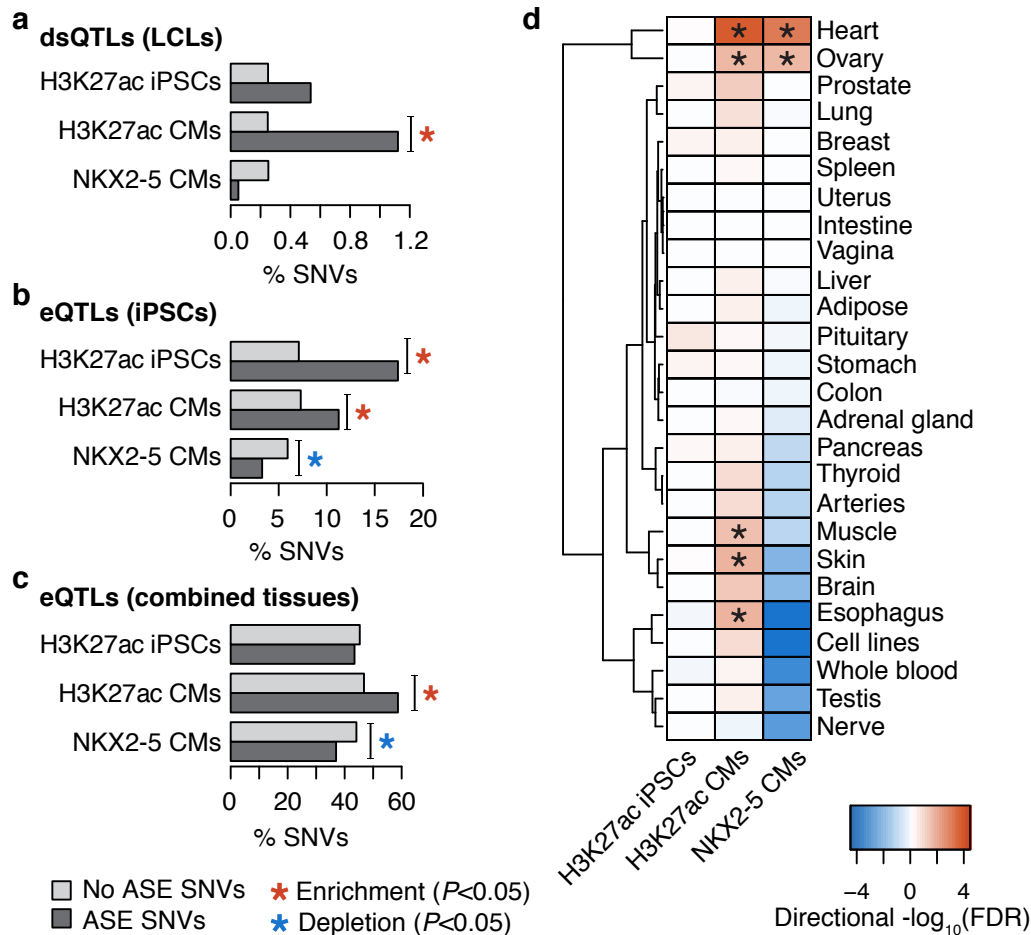 a
dsQTLs (LCLs)
H3K27ac iPSCs
H3K27ac CMs
*
NKX2-5 CMs
0.0 0.4 0.8 1.2
% SNVs
b
eQTLs (iPSCs)
H3K27ac iPSCs
*
H3K27ac CMs
*
NKX2-5 CMs
*
0 5 10 15 20
% SNVs
c
eQTLs (combined tissues)
H3K27ac iPSCs
H3K27ac CMs
*
NKX2-5 CMs
*
0 20 40 60
% SNVs
No ASE SNVs
ASE SNVs
* Enrichment (P<0.05)
* Depletion (P<0.05)
d
* * Heart
* * Ovary
Prostate
Lung
Breast
Spleen
Uterus
Intestine
Vagina
Liver
Adipose
Pituitary
Stomach
Colon
Adrenal gland
Pancreas
Thyroid
Arteries
* Muscle
* Skin
Brain
* Esophagus
Cell lines
Whole blood
Testis
Nerve
H3K27ac iPSCs
H3K27ac CMs
NKX2-5 CMs
−4 0 4
Directional -log10(FDR)